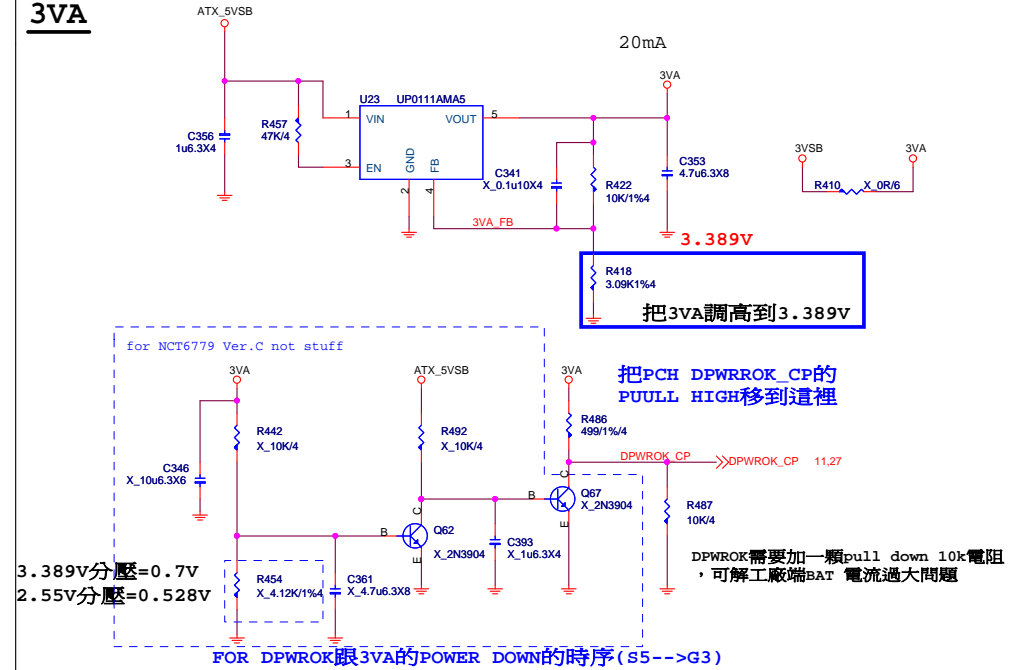 3VA
ATX_5VSB
20mA
3VA
U23 UP0111AMA5
1 VIN VOUT 5
3 EN GND FB
2 4
R457
47K/4
C356
1u6.3X4
C341
X_0.1u10X4
R422
10K/1%4
C353
4.7u6.3X8
3VSB 3VA
R410 X_0R/6
3VA_FB
3.389V
R418
3.09K1%4
把3VA調高到3.389V
for NCT6779 Ver.C not stuff
3VA
ATX_5VSB
3VA
把PCH DPWRROK_CP的
PUULL HIGH移到這裡
R442
X_10K/4
R492
X_10K/4
R486
499/1%/4
C346
X_10u6.3X6
DPWROK_CP
DPWROK_CP 11,27
B C E
Q62
X_2N3904
B C E
Q67
X_2N3904
C393
X_1u6.3X4
R487
10K/4
DPWROK需要加一顆pull down 10k電阻
，可解工廠端BAT 電流過大問題
3.389V分壓=0.7V
2.55V分壓=0.528V
R454
X_4.12K/1%4
C361
X_4.7u6.3X8
FOR DPWROK跟3VA的POWER DOWN的時序(S5-->G3)